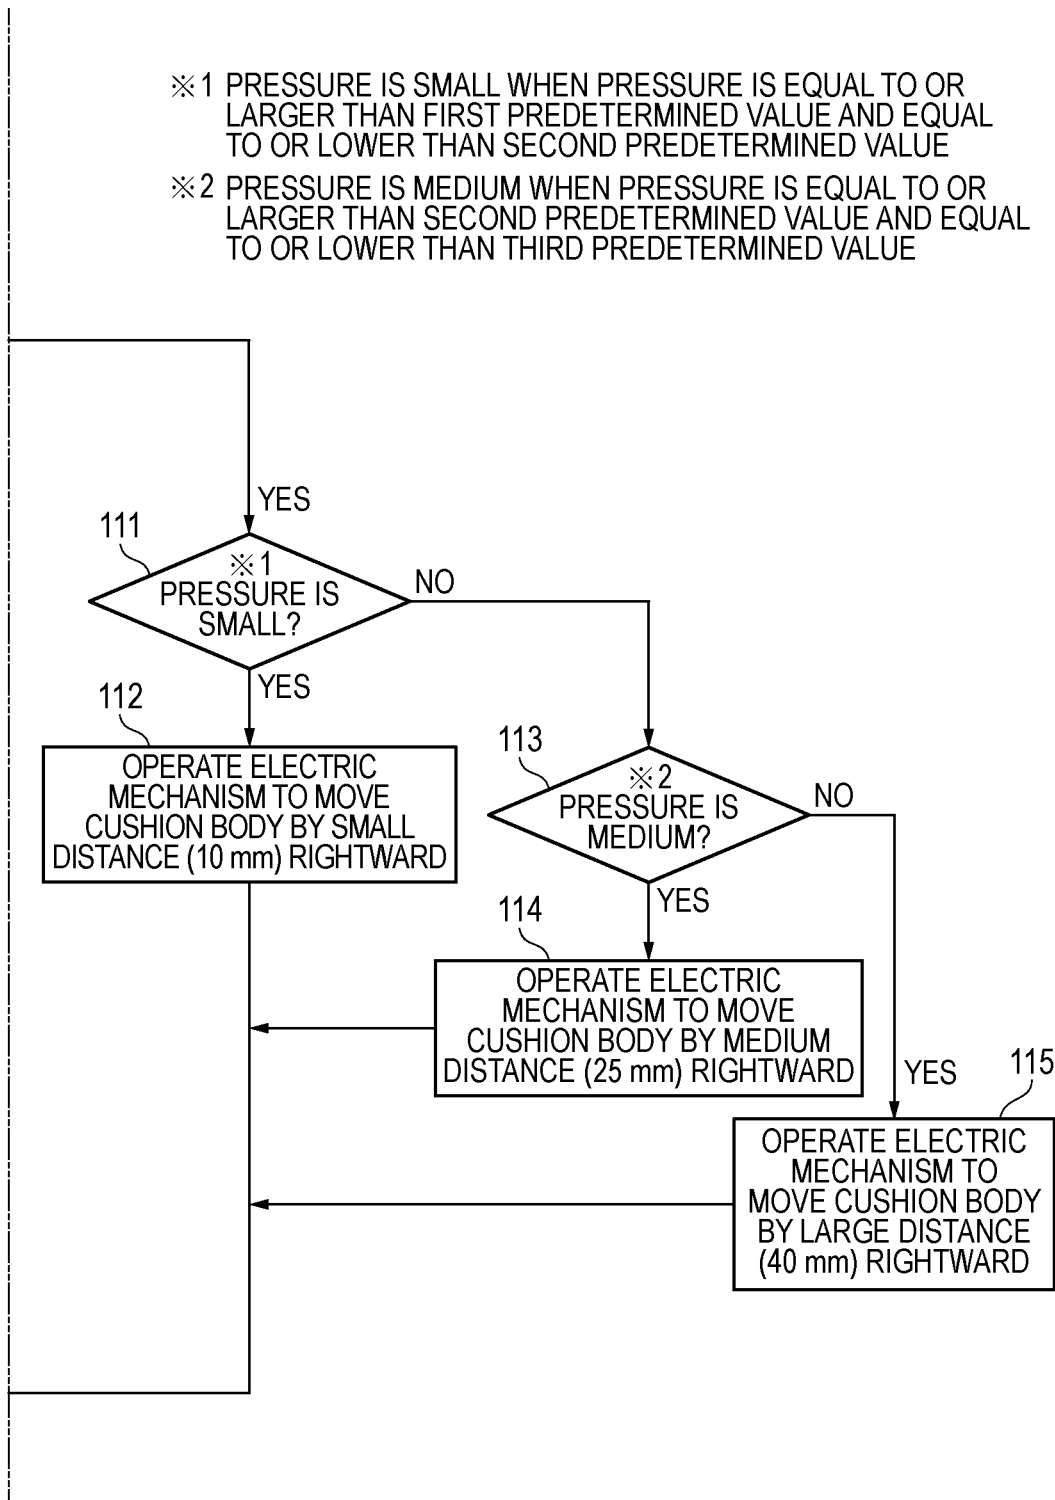 ※1 PRESSURE IS SMALL WHEN PRESSURE IS EQUAL TO OR
LARGER THAN FIRST PREDETERMINED VALUE AND EQUAL
TO OR LOWER THAN SECOND PREDETERMINED VALUE
※2 PRESSURE IS MEDIUM WHEN PRESSURE IS EQUAL TO OR
LARGER THAN SECOND PREDETERMINED VALUE AND EQUAL
TO OR LOWER THAN THIRD PREDETERMINED VALUE
YES
111
※1
PRESSURE IS
SMALL?
NO
YES
112
OPERATE ELECTRIC
MECHANISM TO MOVE
CUSHION BODY BY SMALL
DISTANCE (10 mm) RIGHTWARD
113
※2
PRESSURE IS
MEDIUM?
NO
YES
114
OPERATE ELECTRIC
MECHANISM TO MOVE
CUSHION BODY BY MEDIUM
DISTANCE (25 mm) RIGHTWARD
YES
115
OPERATE ELECTRIC
MECHANISM TO
MOVE CUSHION BODY
BY LARGE DISTANCE
(40 mm) RIGHTWARD